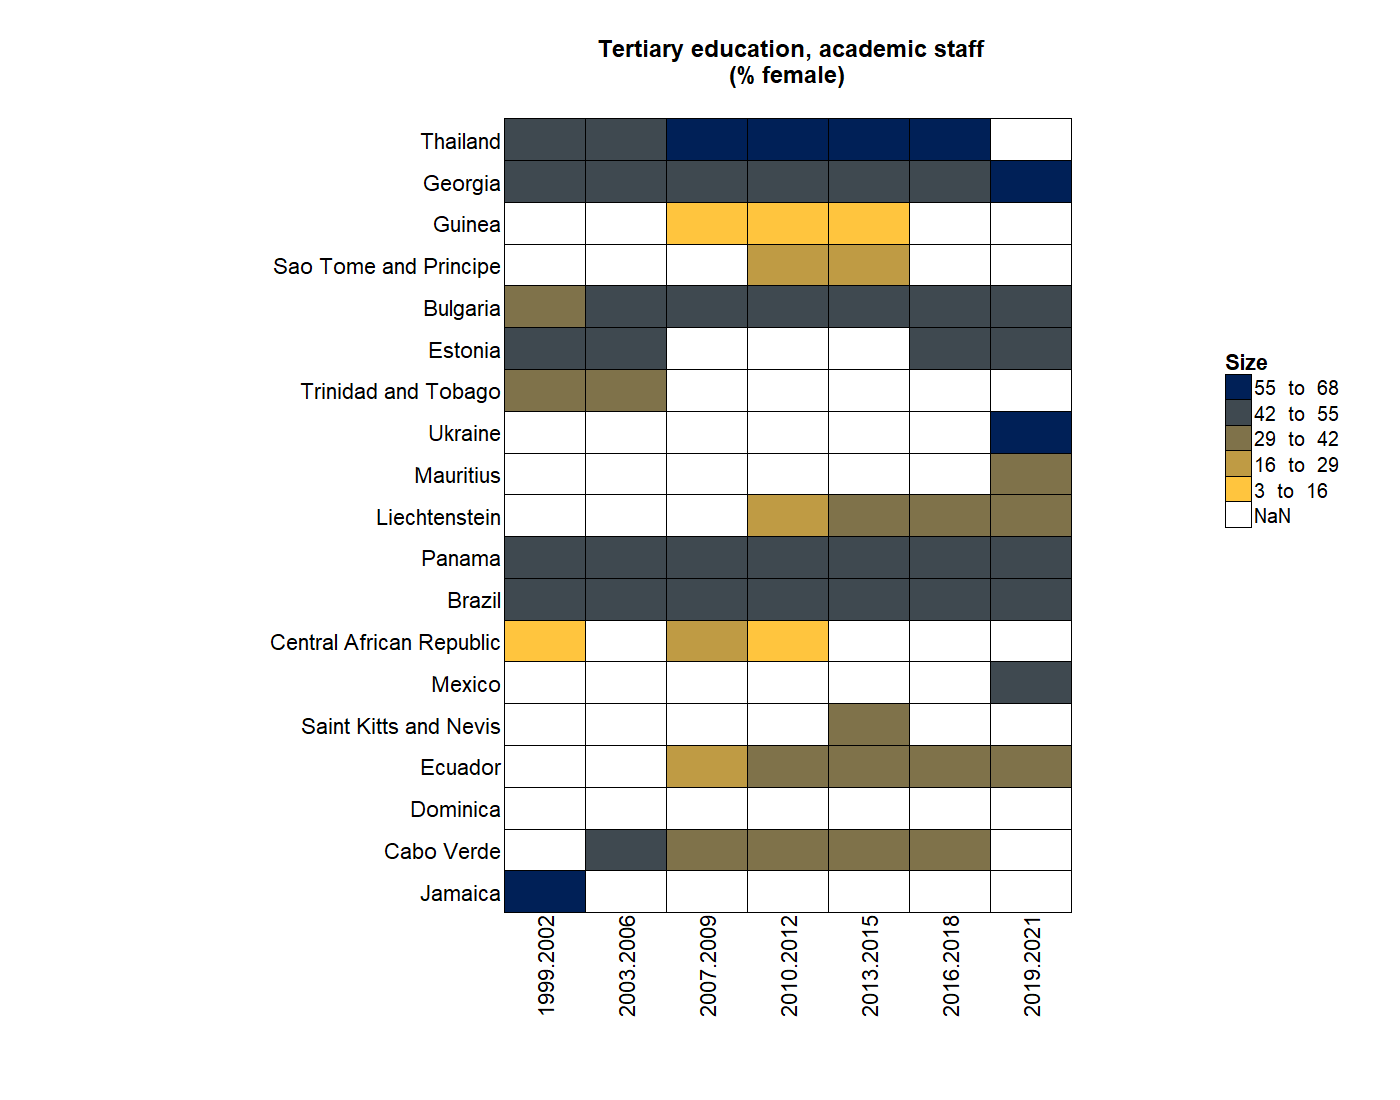 Tertiary education, academic staff
(% female)
Thailand
Georgia
Guinea
Sao Tome and Principe
Bulgaria
Estonia
Trinidad and Tobago
Ukraine
Mauritius
Liechtenstein
Panama
Brazil
Central African Republic
Mexico
Saint Kitts and Nevis
Ecuador
Dominica
Cabo Verde
Jamaica
1999.2002
2003.2006
2007.2009
2010.2012
2013.2015
2016.2018
2019.2021
Size
55 to 68
42 to 55
29 to 42
16 to 29
3 to 16
NaN